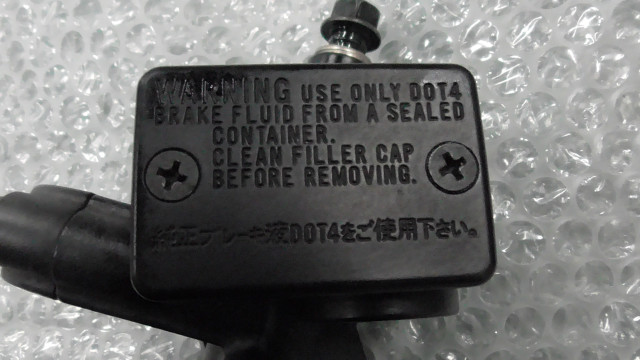 WARNING USE ONLY DOT4
BRAKE FLUID FROM A SEALED
CONTAINER.
CLEAN FILLER CAP
BEFORE REMOVING.
純正ブレーキ液DOT4をご使用下さい。